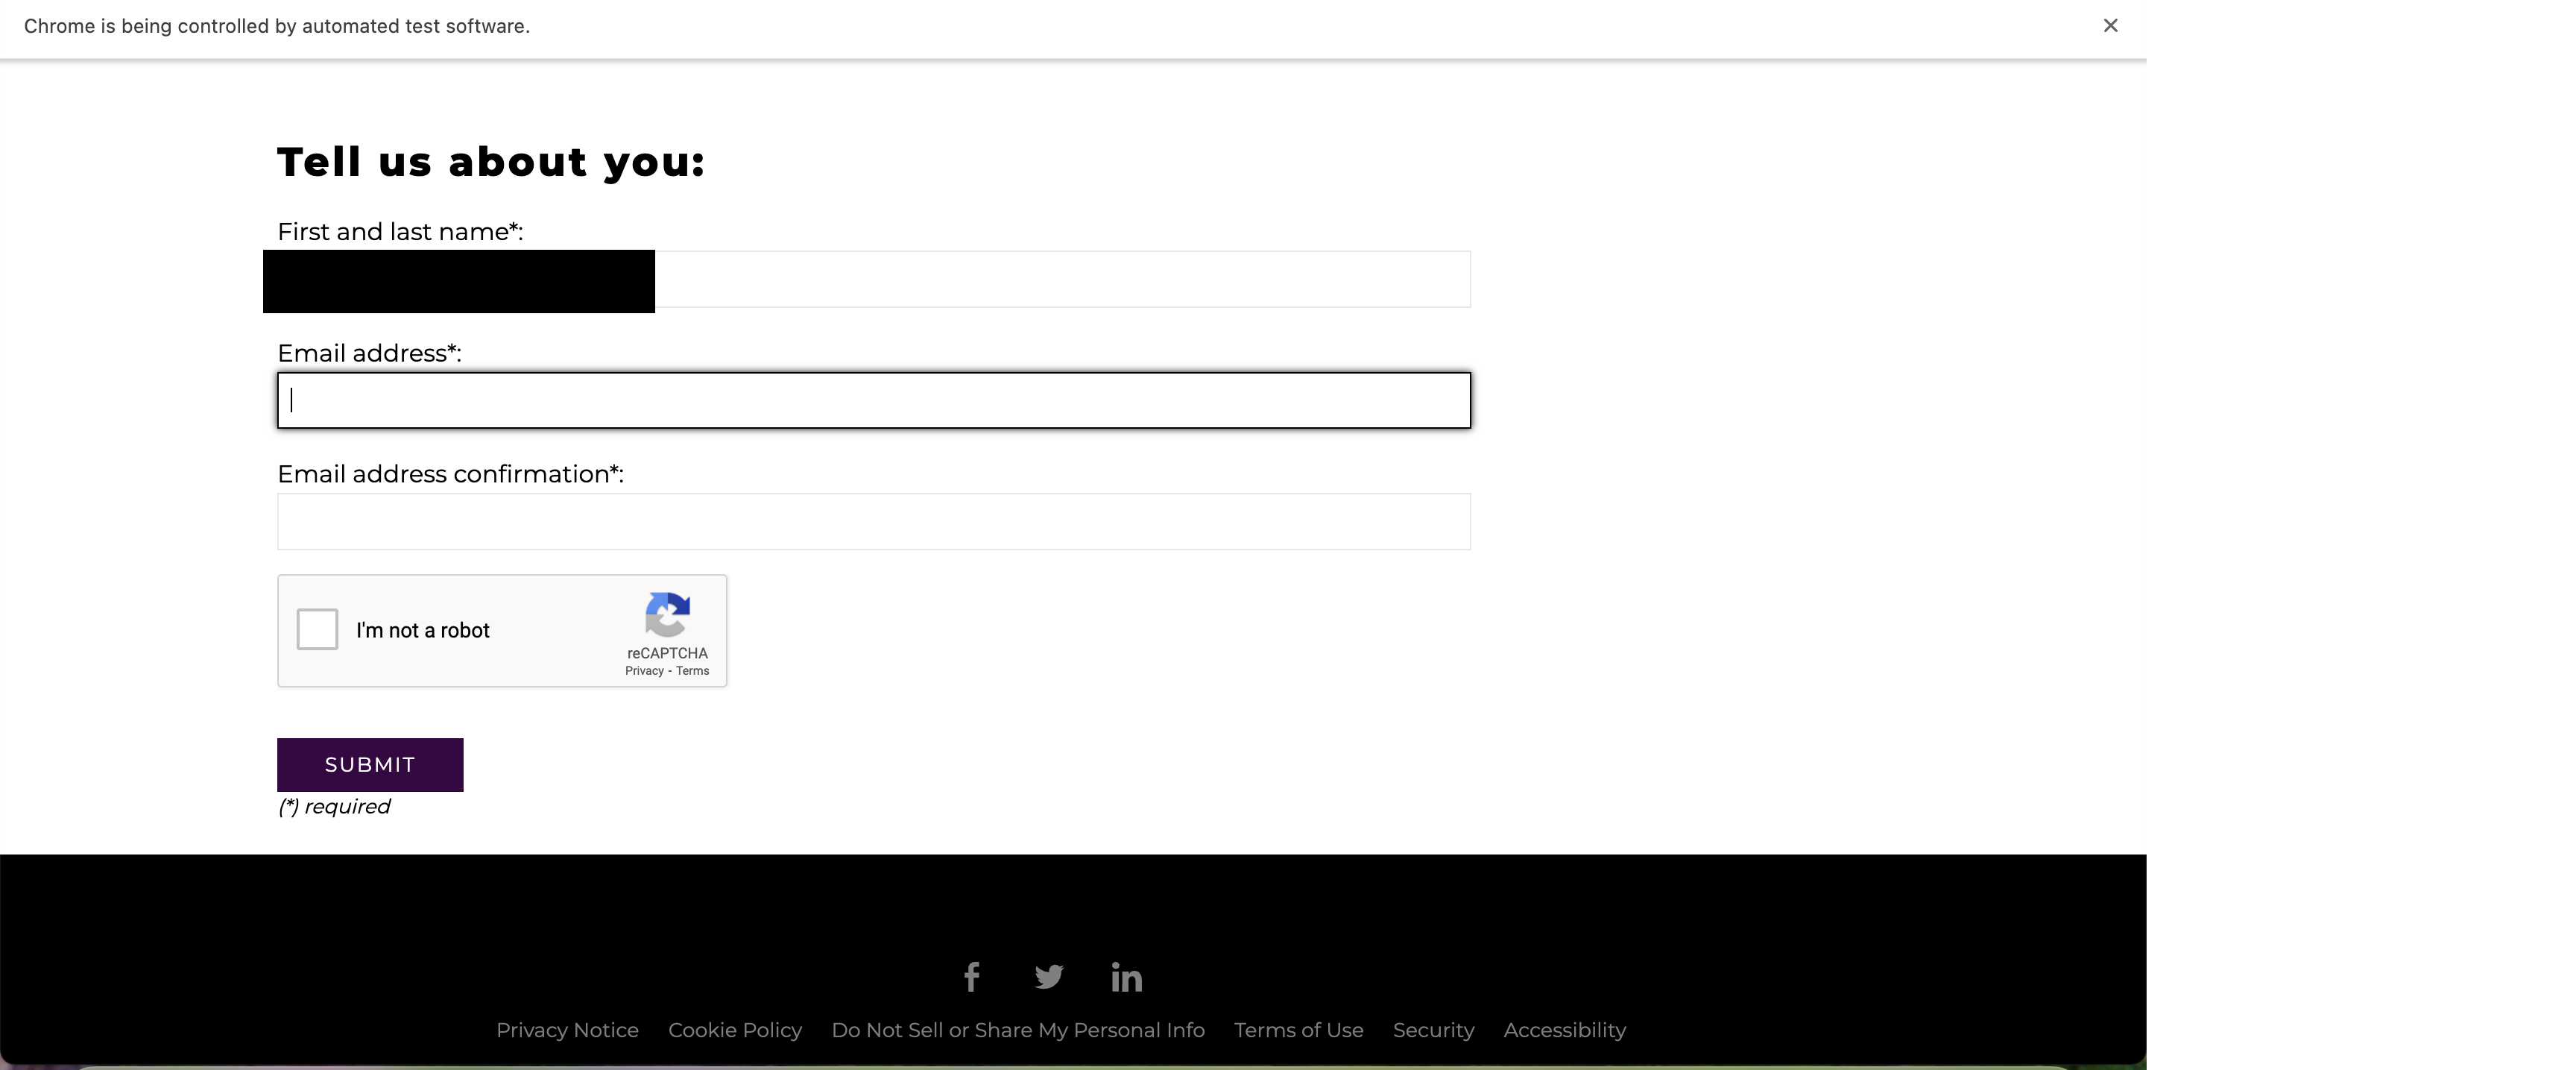 Chrome is being controlled by automated test software.
Tell us about you:
First and last name*:
Email address*:
Email address confirmation*:
I'm not a robot
reCAPTCHA
Privacy - Terms
SUBMIT
(*) required
Privacy Notice Cookie Policy Do Not Sell or Share My Personal Info Terms of Use Security Accessibility